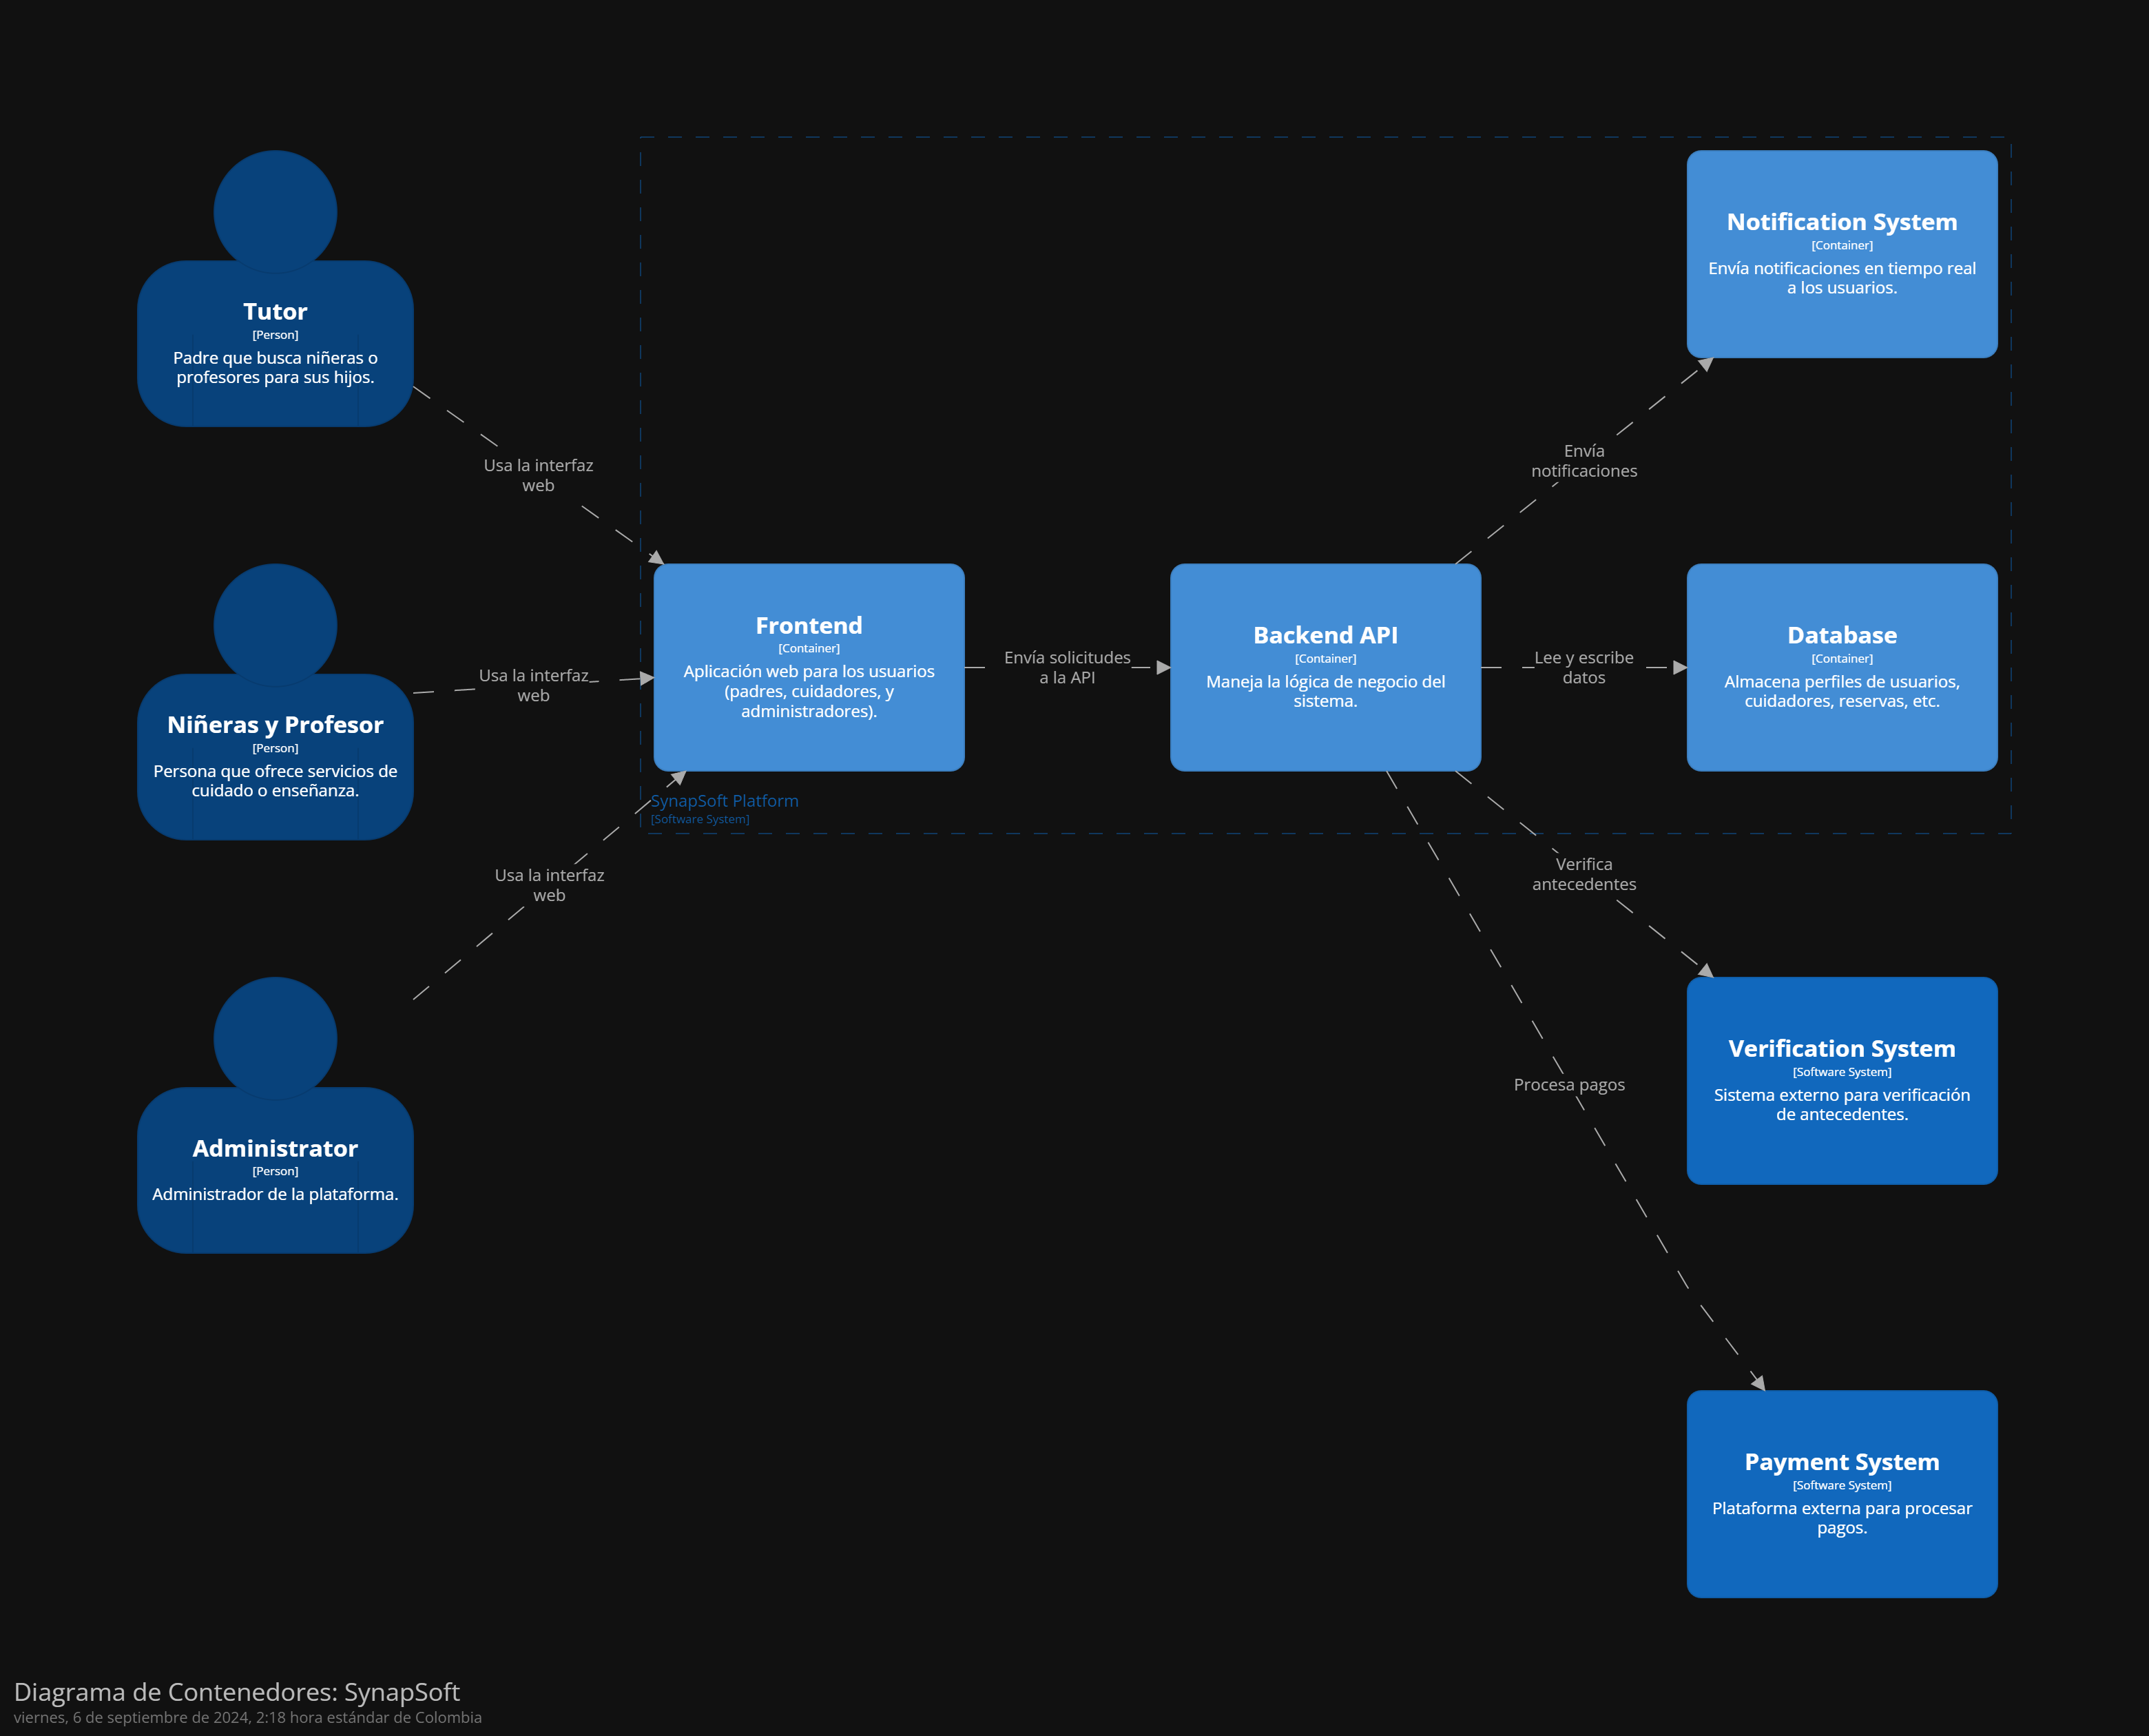 Tutor
[Person]
Padre que busca niñeras o
profesores para sus hijos.
Usa la interfaz
web
Niñeras y Profesor
[Person]
Persona que ofrece servicios de
cuidado o enseñanza.
Usa la interfaz
web
Administrator
[Person]
Administrador de la plataforma.
Usa la interfaz
web
Frontend
[Container]
Aplicación web para los usuarios
(padres, cuidadores, y
administradores).
SynapSoft Platform
[Software System]
Envía solicitudes
a la API
Backend API
[Container]
Maneja la lógica de negocio del
sistema.
Envía
notificaciones
Notification System
[Container]
Envía notificaciones en tiempo real
a los usuarios.
Lee y escribe
datos
Database
[Container]
Almacena perfiles de usuarios,
cuidadores, reservas, etc.
Verifica
antecedentes
Verification System
[Software System]
Sistema externo para verificación
de antecedentes.
Procesa pagos
Payment System
[Software System]
Plataforma externa para procesar
pagos.
Diagrama de Contenedores: SynapSoft
viernes, 6 de septiembre de 2024, 2:18 hora estándar de Colombia